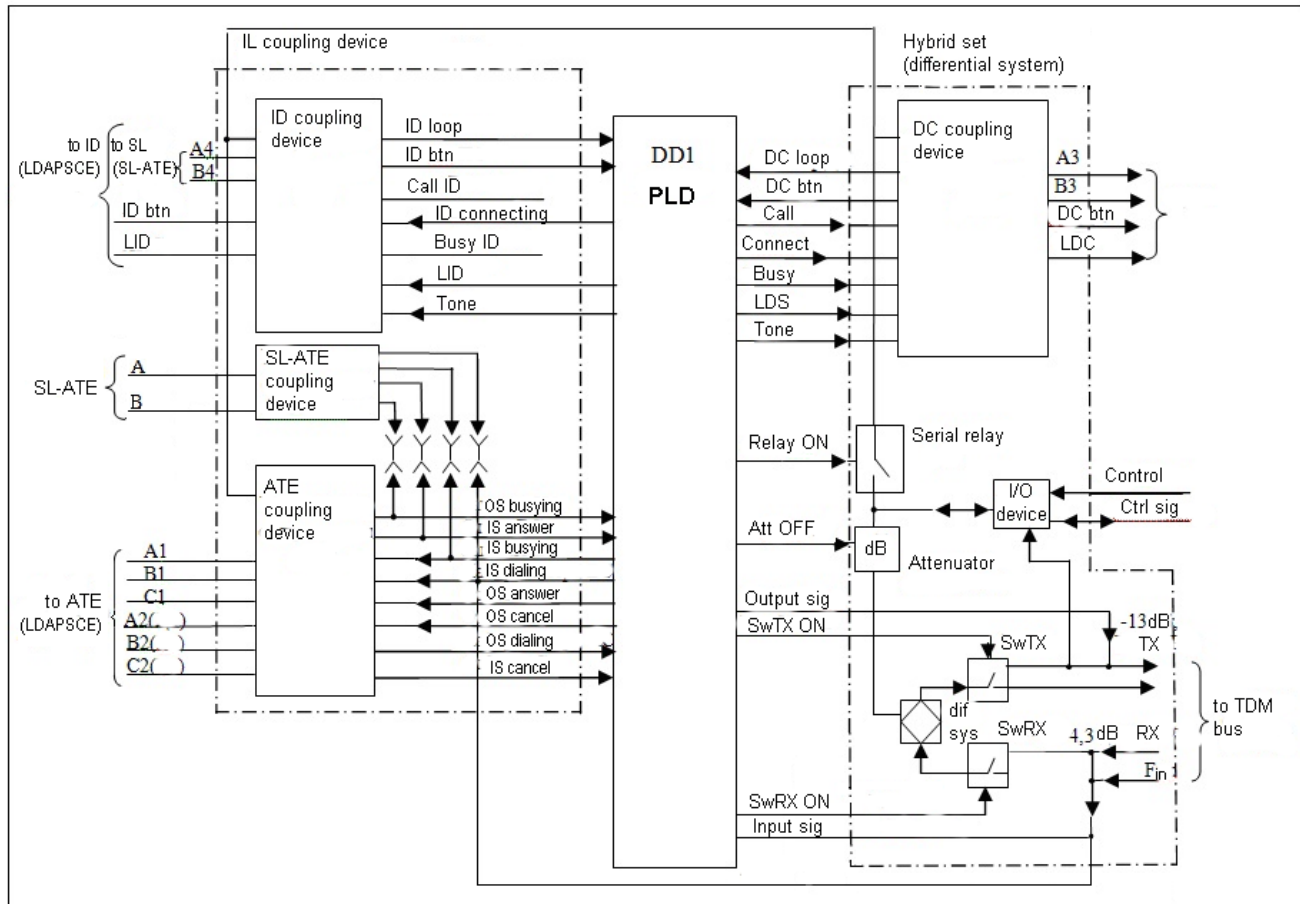 IL coupling device
Hybrid set
(differential system)
to ID
(LDAPSCE)
to SL
(SL-ATE)
A4
B4
ID btn
LID
ID coupling
device
ID loop
ID btn
Call ID
ID connecting
Busy ID
LID
Tone
DD1
PLD
DC loop
DC btn
Call
Connect
Busy
LDS
Tone
DC coupling
device
A3
B3
DC btn
LDC
SL-ATE
A
B
SL-ATE
coupling
device
Relay ON
Serial relay
I/O
device
Control
Ctrl sig
ATE
coupling
device
OS busying
IS answer
IS busying
IS dialing
OS answer
OS cancel
OS dialing
IS cancel
to ATE
(LDAPSCE)
A1
B1
C1
A2( )
B2( )
C2( )
Att OFF
dB
Attenuator
Output sig
SwTX ON
SwTX
-13dB
TX
dif
sys
SwRX
4,3 dB
RX
Fin
to TDM
bus
SwRX ON
Input sig